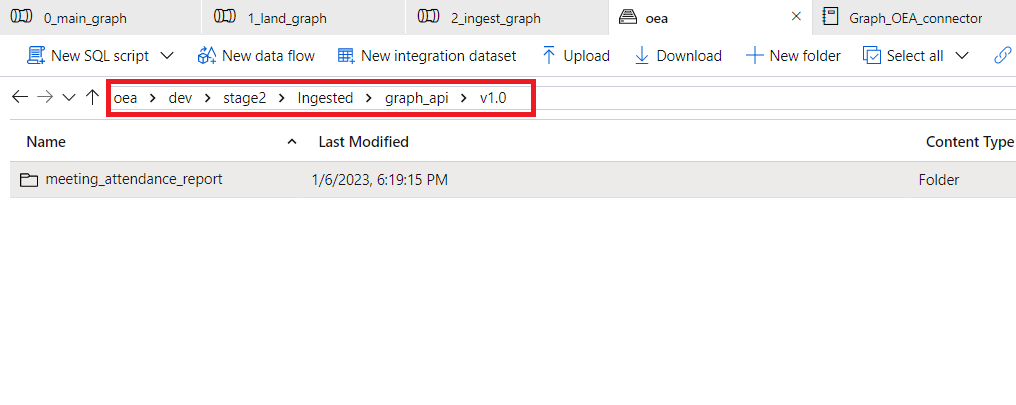 0_main_graph 1_land_graph 2_ingest_graph oea Graph_OEA_connector
New SQL script New data flow New integration dataset Upload Download New folder Select all
oea dev stage2 Ingested graph_api v1.0
Name Last Modified Content Type
meeting_attendance_report 1/6/2023, 6:19:15 PM Folder